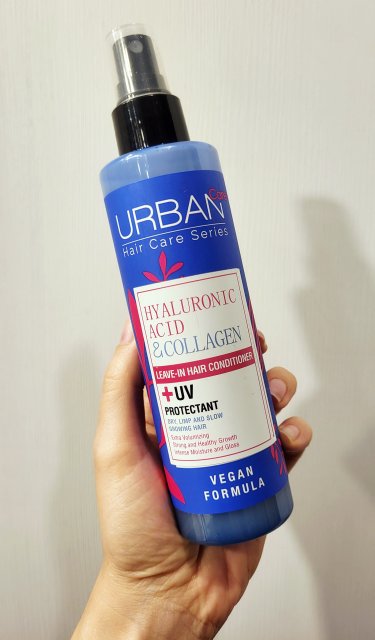 Care
URBAN
Hair Care Series
HYALURONIC
ACID
&COLLAGEN
LEAVE-IN HAIR CONDITIONER
+UV
PROTECTANT
DRY, LIMP AND SLOW
GROWING HAIR
Extra Volumizing
Strong and Healthy Growth
Intense Moisture and Gloss
VEGAN
FORMULA